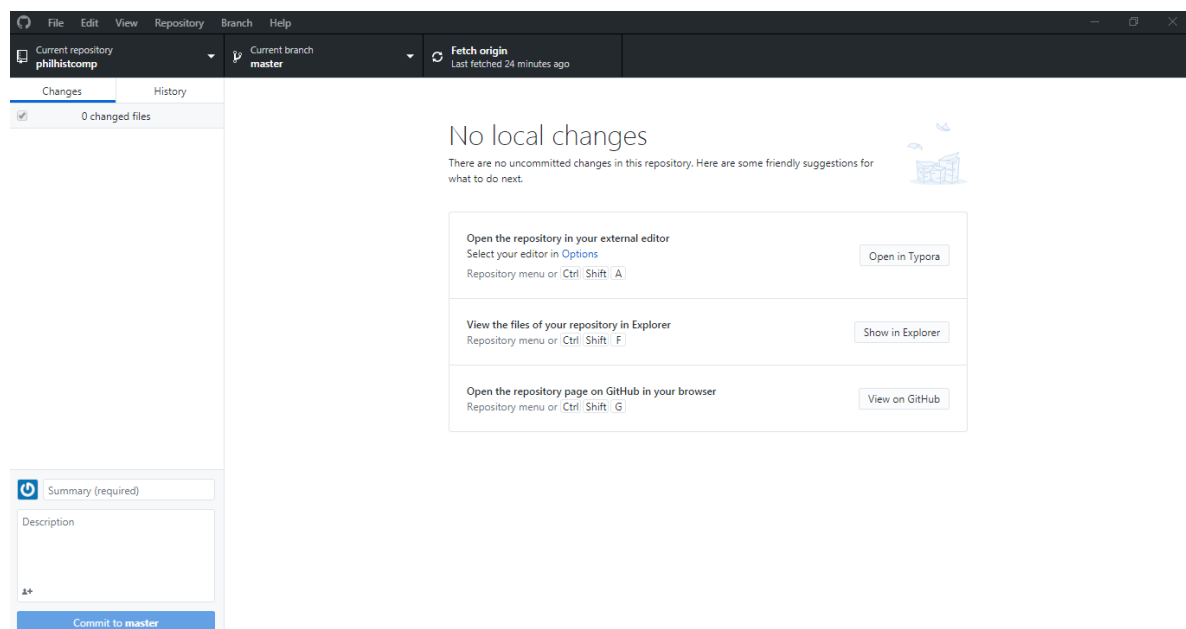 File Edit View Repository Branch Help
Current repository
philhistcomp
Current branch
master
Fetch origin
Last fetched 24 minutes ago
Changes History
0 changed files
No local changes
There are no uncommitted changes in this repository. Here are some friendly suggestions for
what to do next.
Open the repository in your external editor
Select your editor in Options
Repository menu or Ctrl Shift A
Open in Typora
View the files of your repository in Explorer
Repository menu or Ctrl Shift F
Show in Explorer
Open the repository page on GitHub in your browser
Repository menu or Ctrl Shift G
View on GitHub
Summary (required)
Description
Commit to master